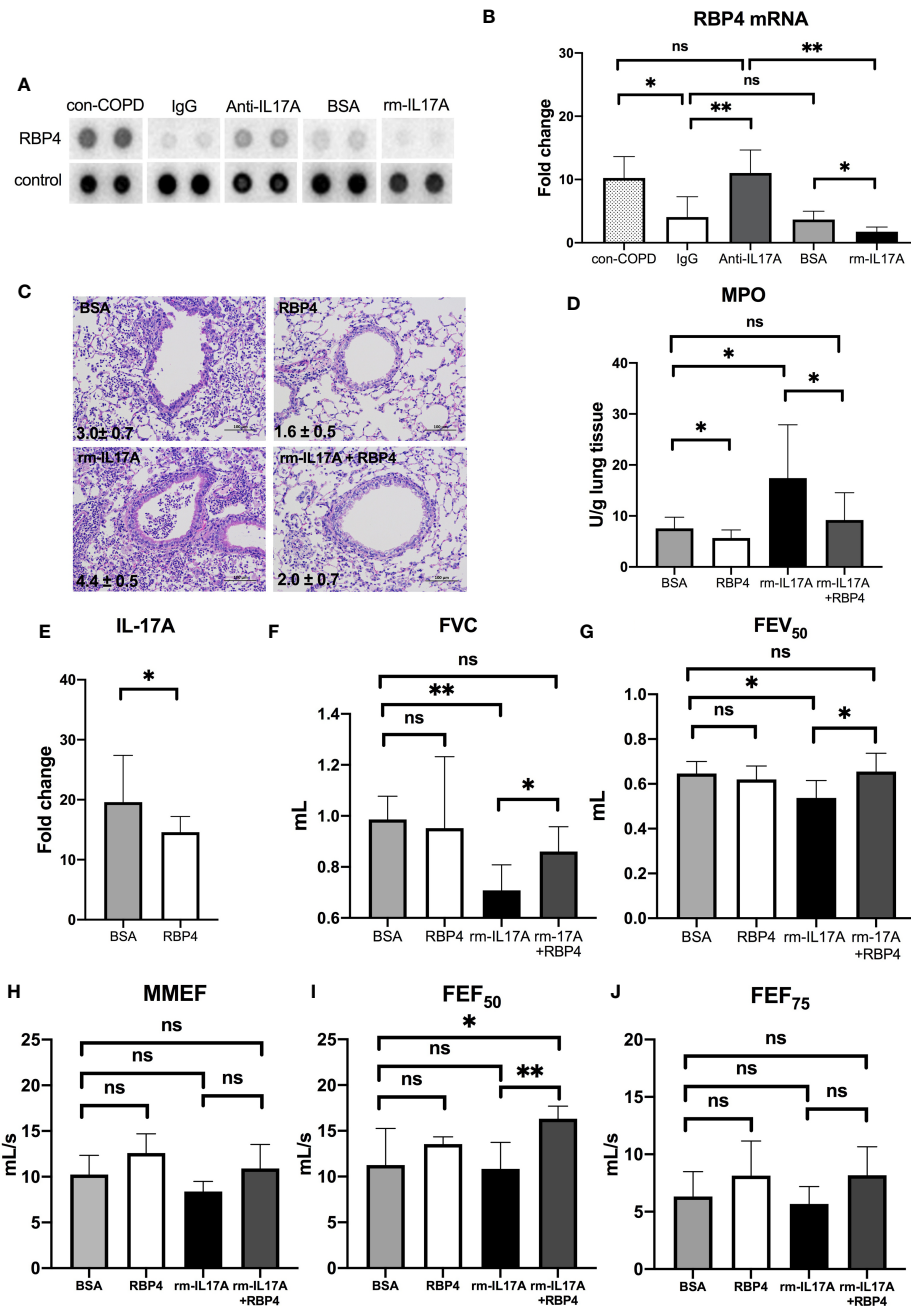 A
con-COPD IgG Anti-IL17A BSA rm-IL17A
RBP4
control
B
RBP4 mRNA
ns
**
*
ns
**
*
Fold change
30
20
10
0
con-COPD IgG Anti-IL17A BSA rm-IL17A
C
BSA
3.0± 0.7
100 μm
RBP4
1.6 ± 0.5
100 μm
rm-IL17A
4.4 ± 0.5
100 μm
rm-IL17A + RBP4
2.0 ± 0.7
100 μm
D
MPO
ns
*
*
*
U/g lung tissue
40
30
20
10
0
BSA RBP4 rm-IL17A rm-IL17A
+RBP4
E
IL-17A
*
Fold change
40
30
20
10
0
BSA RBP4
F
FVC
ns
**
ns
*
mL
1.4
1.2
1.0
0.8
0.6
BSA RBP4 rm-IL17A rm-17A
+RBP4
G
FEV50
ns
*
ns
*
mL
1.0
0.8
0.6
0.4
0.2
0.0
BSA RBP4 rm-IL17A rm-17A
+RBP4
H
MMEF
ns
ns
ns
ns
mL/s
25
20
15
10
5
0
BSA RBP4 rm-IL17A rm-IL17A
+RBP4
I
FEF50
*
ns
ns
**
mL/s
25
20
15
10
5
0
BSA RBP4 rm-IL17A rm-IL17A
+RBP4
J
FEF75
ns
ns
ns
ns
mL/s
20
15
10
5
0
BSA RBP4 rm-IL17A rm-IL17A
+RBP4